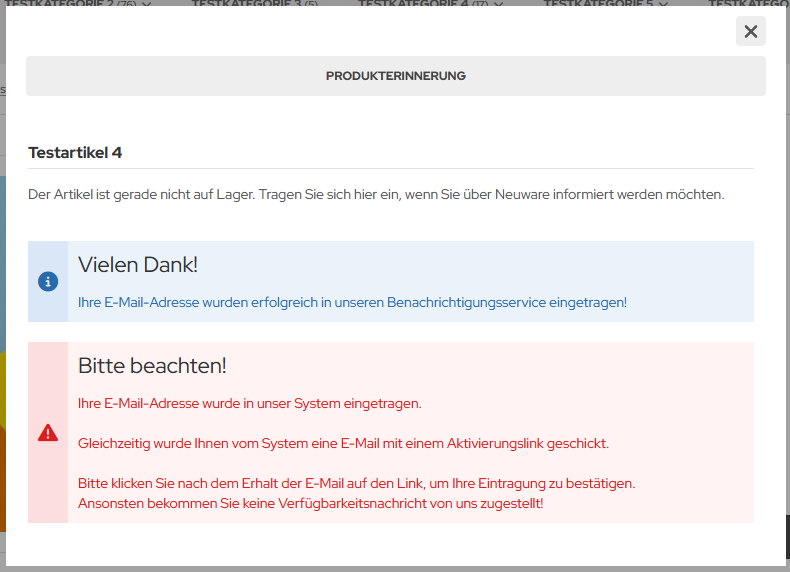 TESTKATEGORIE 2 (76) TESTKATEGORIE 3 (5) TESTKATEGORIE 4 (17) TESTKATEGORIE 5
PRODUKTERINNERUNG
Testartikel 4
Der Artikel ist gerade nicht auf Lager. Tragen Sie sich hier ein, wenn Sie über Neuware informiert werden möchten.
Vielen Dank!
Ihre E-Mail-Adresse wurden erfolgreich in unseren Benachrichtigungsservice eingetragen!
Bitte beachten!
Ihre E-Mail-Adresse wurde in unser System eingetragen.
Gleichzeitig wurde Ihnen vom System eine E-Mail mit einem Aktivierungslink geschickt.
Bitte klicken Sie nach dem Erhalt der E-Mail auf den Link, um Ihre Eintragung zu bestätigen.
Ansonsten bekommen Sie keine Verfügbarkeitsnachricht von uns zugestellt!